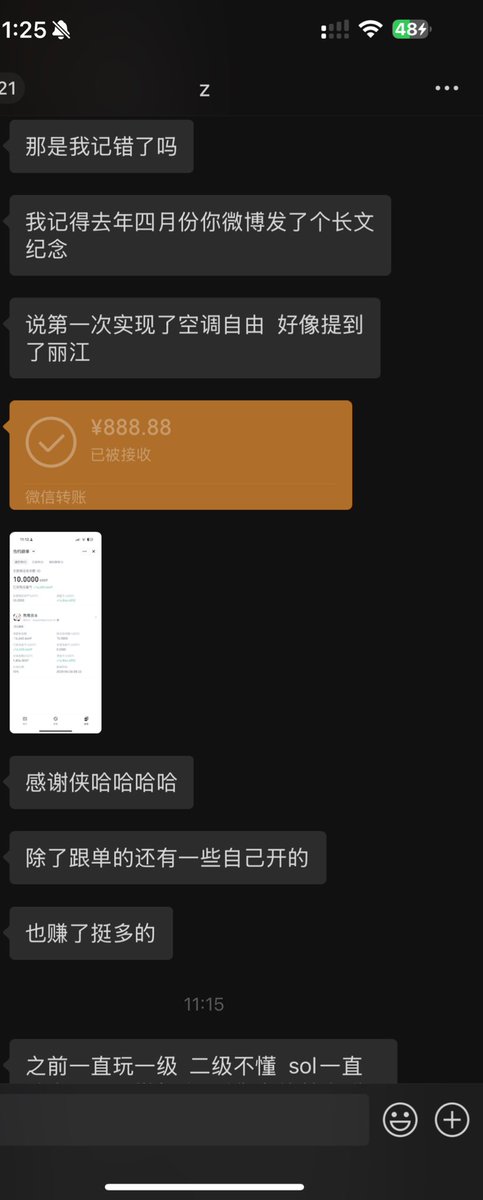 1:25
48
21
z
那是我记错了吗
我记得去年四月份你微博发了个长文
纪念
说第一次实现了空调自由 好像提到
了丽江
¥888.88
已被接收
微信转账
10.0000
感谢侠哈哈哈哈
除了跟单的还有一些自己开的
也赚了挺多的
11:15
之前一直玩一级 二级不懂 sol一直